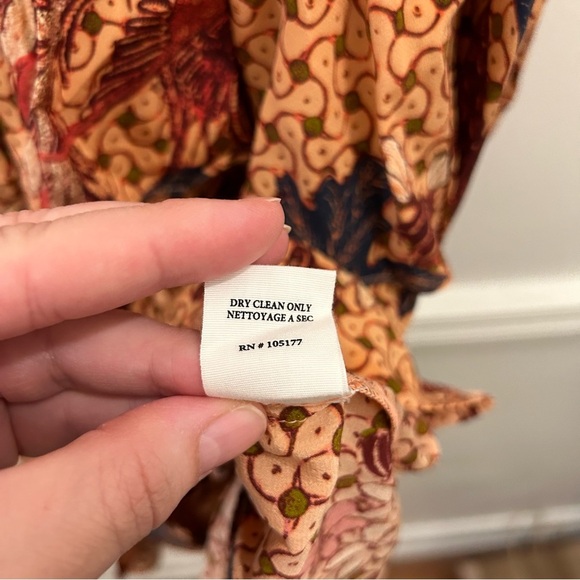 DRY CLEAN ONLY
NETTOYAGE A SEC
RN # 105177